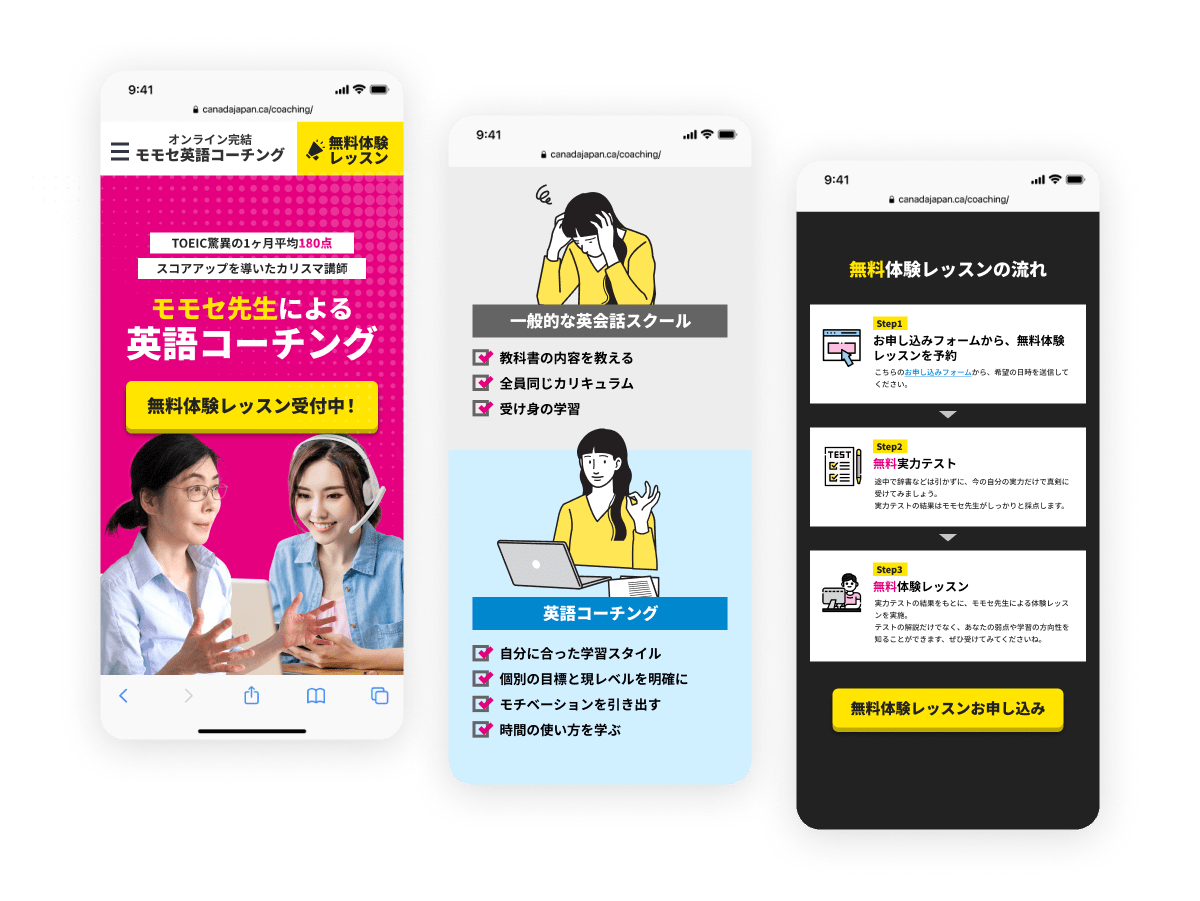 9:41
canadajapan.ca/coaching/
オンライン完結
モモセ英語コーチング
無料体験
レッスン
TOEIC驚異の1ヶ月平均180点
スコアアップを導いたカリスマ講師
モモセ先生による
英語コーチング
無料体験レッスン受付中！
9:41
canadajapan.ca/coaching/
一般的な英会話スクール
教科書の内容を教える
全員同じカリキュラム
受け身の学習
英語コーチング
自分に合った学習スタイル
個別の目標と現レベルを明確に
モチベーションを引き出す
時間の使い方を学ぶ
9:41
canadajapan.ca/coaching/
無料体験レッスンの流れ
Step1
お申し込みフォームから、無料体験
レッスンを予約
こちらのお申し込みフォームから、希望の日時を送信して
ください。
TEST
Step2
無料実力テスト
途中で辞書などは引かずに、今の自分の実力だけで真剣に
受けてみましょう。
実力テストの結果はモモセ先生がしっかりと採点します。
Step3
無料体験レッスン
実力テストの結果をもとに、モモセ先生による体験レッス
ンを実施。
テストの解説だけでなく、あなたの弱点や学習の方向性を
知ることができます、ぜひ受けてみてくださいね。
無料体験レッスンお申し込み